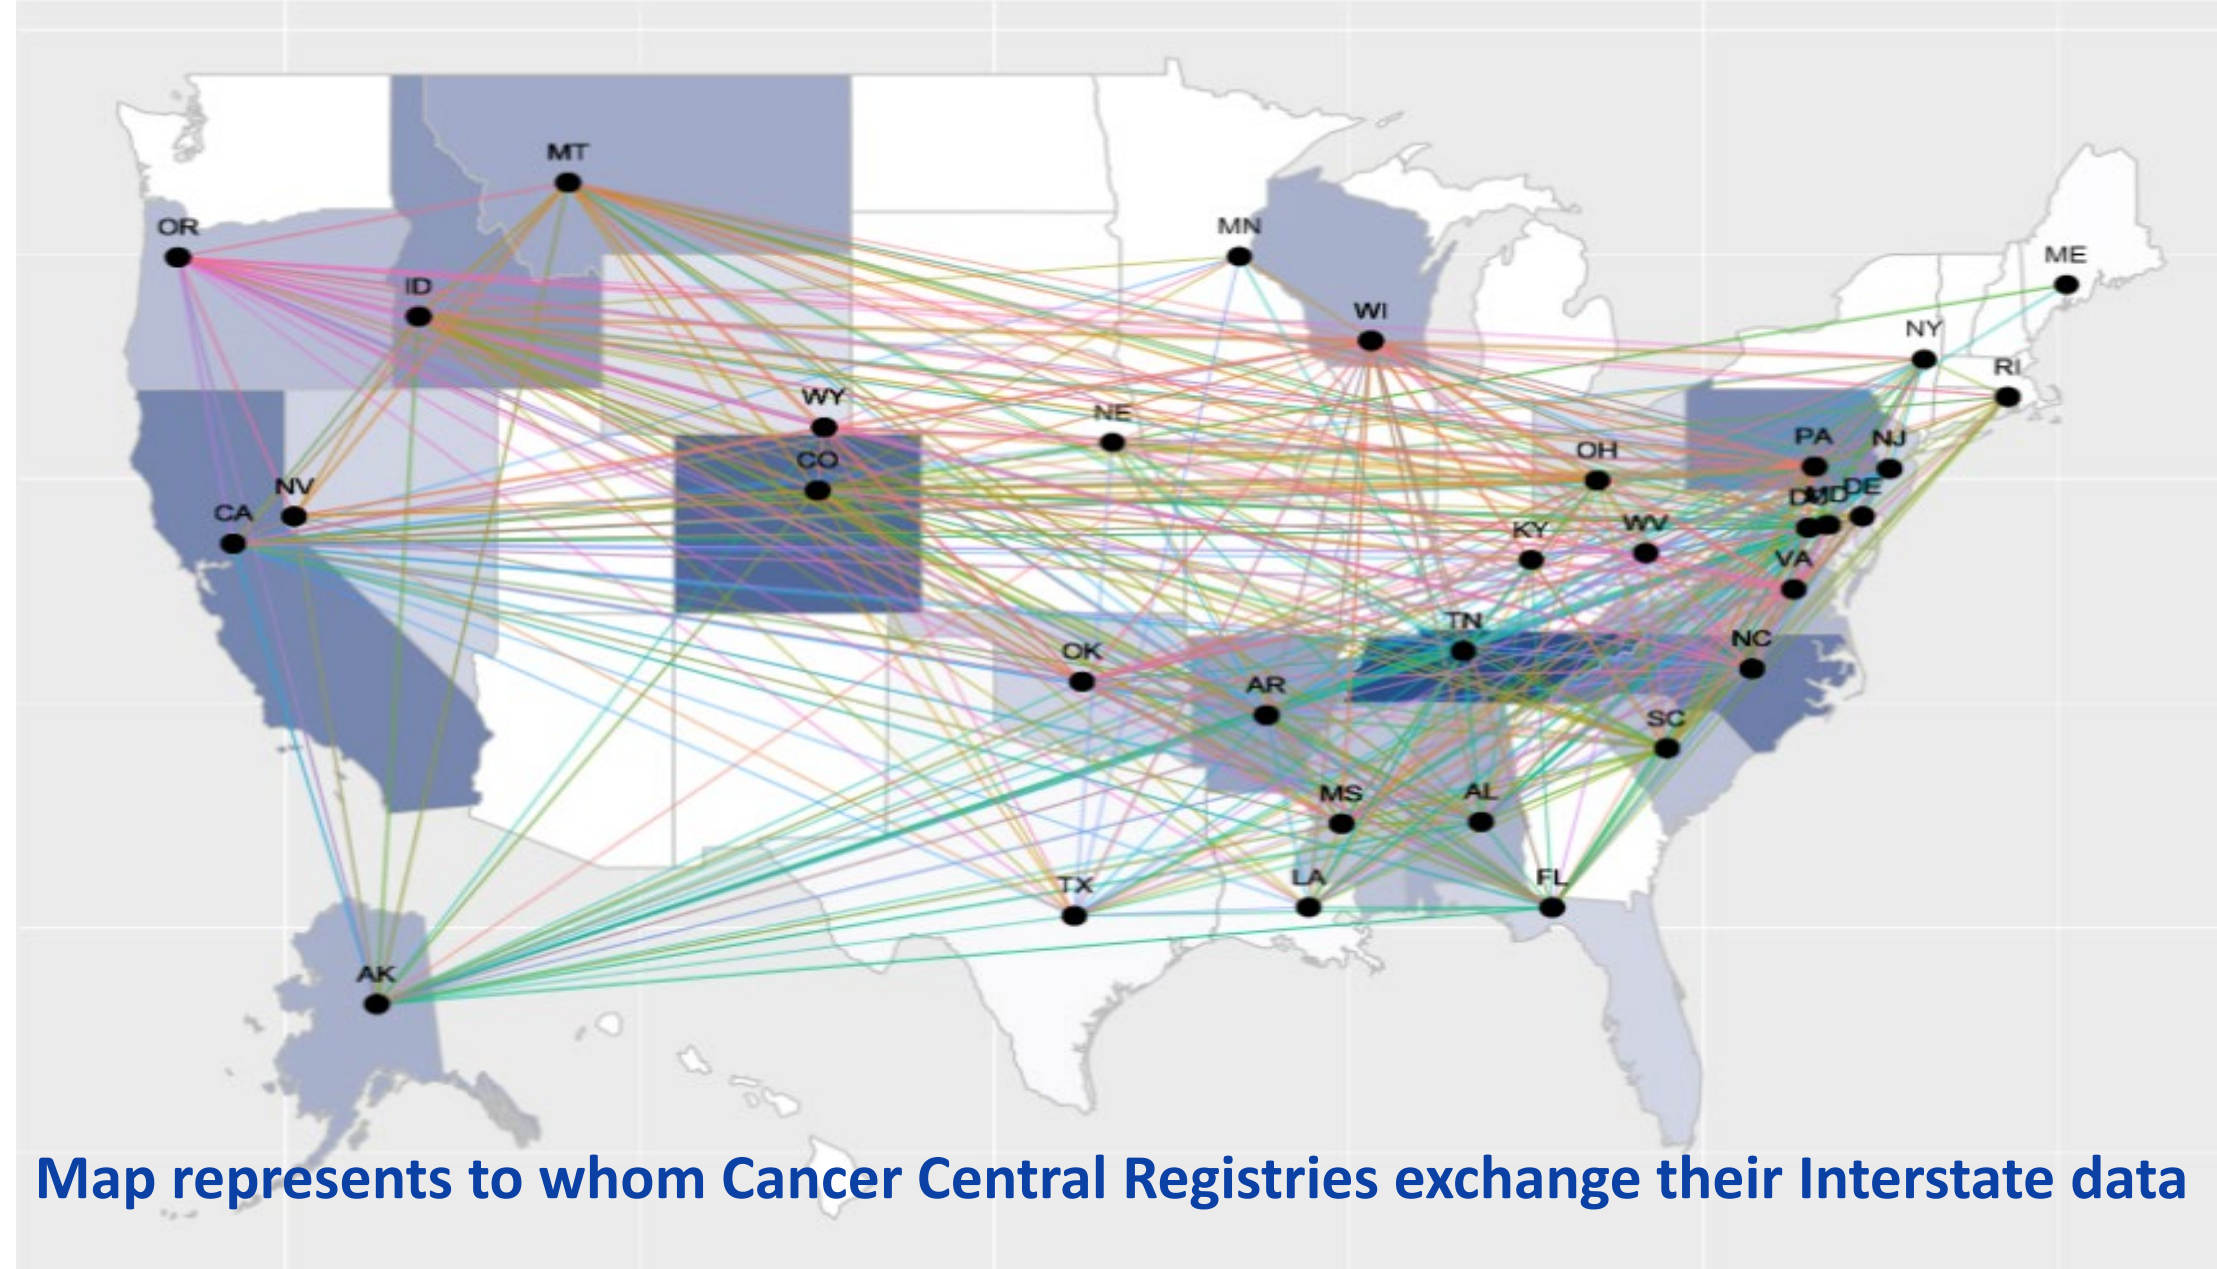 MT
OR
MN
ME
ID
WI
NY
RI
WY
NE
PA
NJ
OH
CO
NV
DE
MD
CA
KY
WV
VA
TN
NC
OK
AR
SC
MS
AL
TX
LA
FL
AK
Map represents to whom Cancer Central Registries exchange their Interstate data